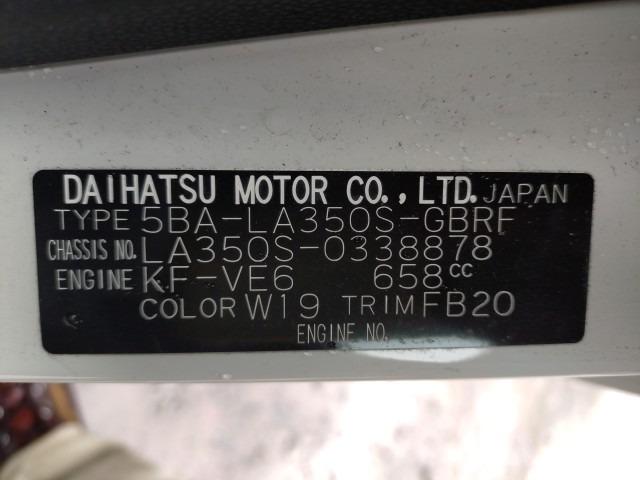 DAIHATSU MOTOR CO., LTD. JAPAN
TYPE 5BA-LA350S-GBRF
CHASSIS NO. LA350S-0338878
ENGINE KF-VE6 658cc
COLOR W19 TRIM FB20
ENGINE NO.